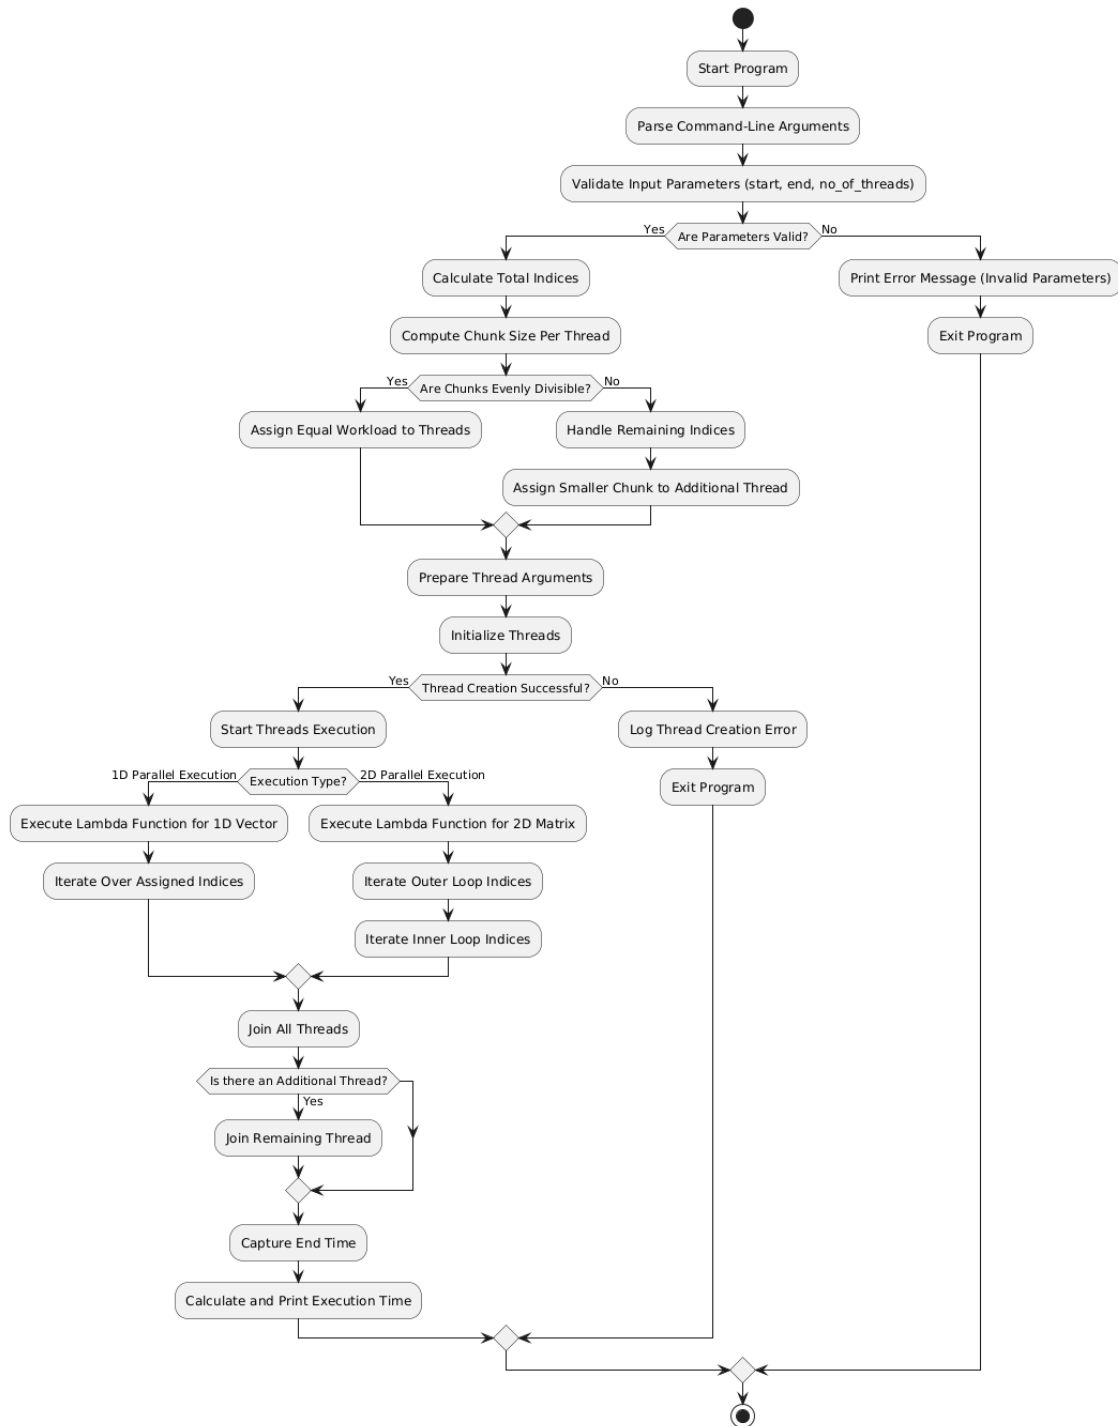 Start Program
Parse Command-Line Arguments
Validate Input Parameters (start, end, no_of_threads)
Yes
Are Parameters Valid?
No
Calculate Total Indices
Print Error Message (Invalid Parameters)
Compute Chunk Size Per Thread
Exit Program
Yes
Are Chunks Evenly Divisible?
No
Assign Equal Workload to Threads
Handle Remaining Indices
Assign Smaller Chunk to Additional Thread
Prepare Thread Arguments
Initialize Threads
Yes
Thread Creation Successful?
No
Start Threads Execution
Log Thread Creation Error
1D Parallel Execution
Execution Type?
2D Parallel Execution
Exit Program
Execute Lambda Function for 1D Vector
Execute Lambda Function for 2D Matrix
Iterate Over Assigned Indices
Iterate Outer Loop Indices
Iterate Inner Loop Indices
Join All Threads
Is there an Additional Thread?
Yes
Join Remaining Thread
Capture End Time
Calculate and Print Execution Time